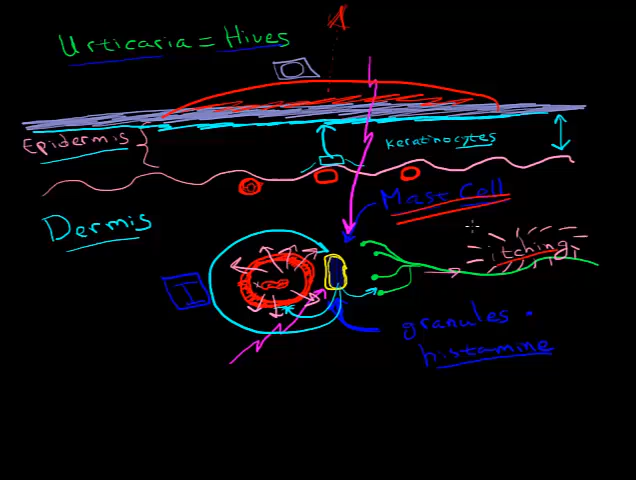 Urticaria = Hives
Epidermis
Keratinocytes
Mast Cell
Dermis
itching
I
granules.
histamine